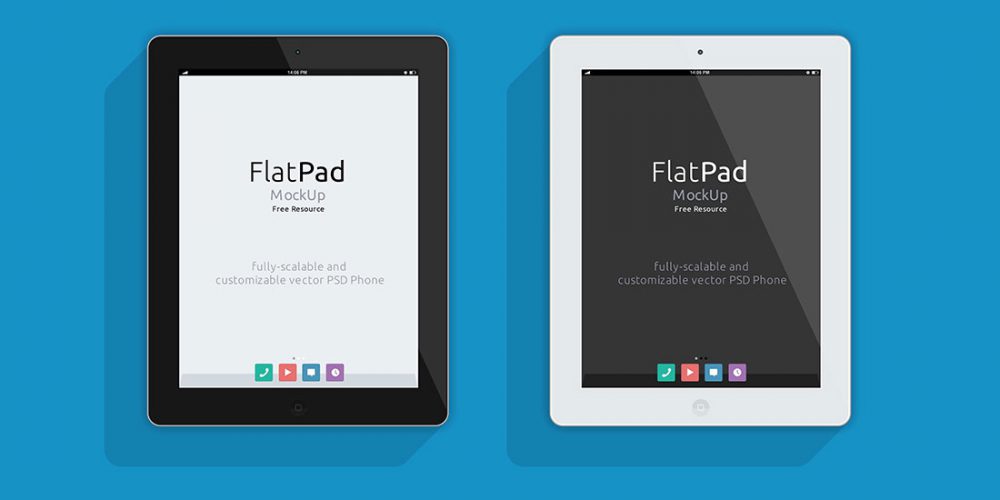 14:06 PM
FlatPad
MockUp
Free Resource
fully-scalable and
customizable vector PSD Phone
14:06 PM
FlatPad
MockUp
Free Resource
fully-scalable and
customizable vector PSD Phone